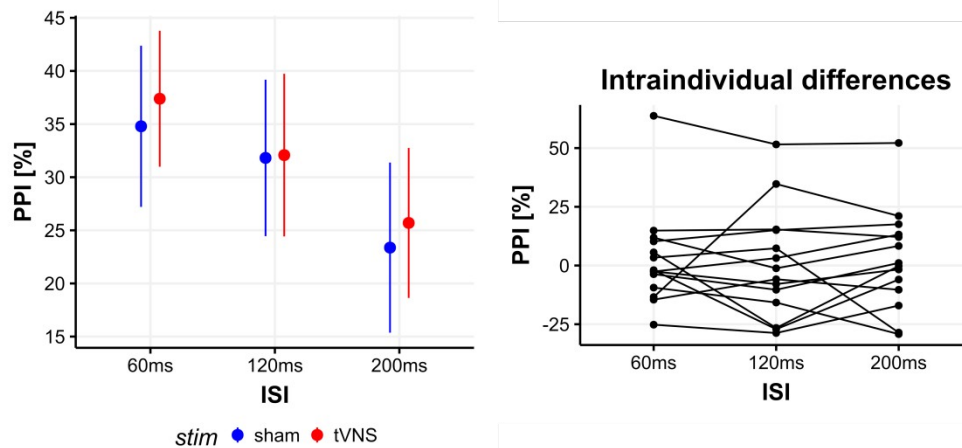 45
40
35
30
25
20
15
PPI [%]
60ms 120ms 200ms
ISI
stim sham tVNS
Intraindividual differences
50
25
0
-25
PPI [%]
60ms 120ms 200ms
ISI